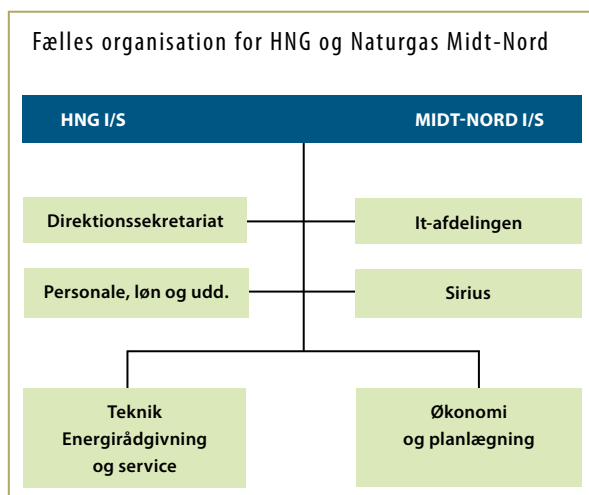 Fælles organisation for HNG og Naturgas Midt-Nord
HNG I/S
MIDT-NORD I/S
Direktionssekretariat
It-afdelingen
Personale, løn og udd.
Sirius
Teknik
Energirådgivning
og service
Økonomi
og planlægning